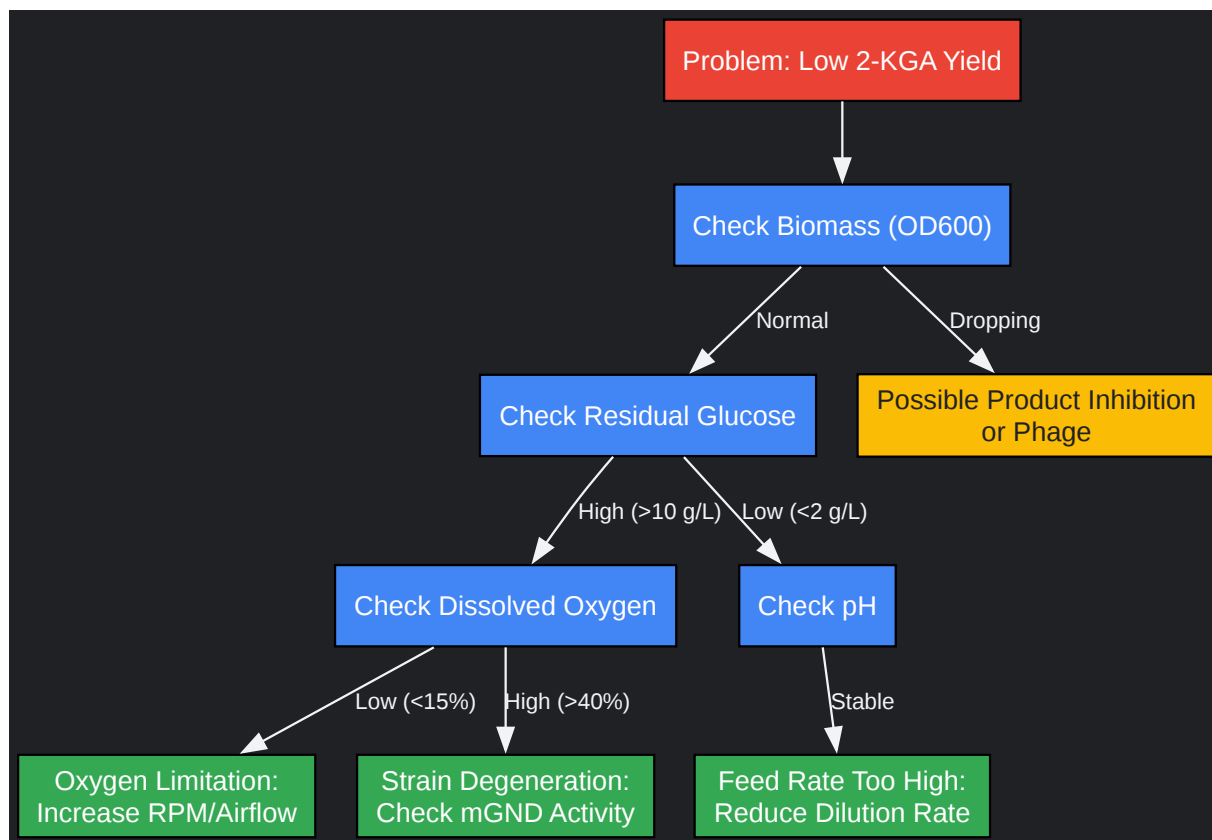 Problem: Low 2-KGA Yield
Check Biomass (OD600)
Normal
Dropping
Check Residual Glucose
Possible Product Inhibition
or Phage
High (>10 g/L)
Low (<2 g/L)
Check Dissolved Oxygen
Check pH
Low (<15%)
High (>40%)
Stable
Oxygen Limitation:
Increase RPM/Airflow
Strain Degeneration:
Check mGND Activity
Feed Rate Too High:
Reduce Dilution Rate